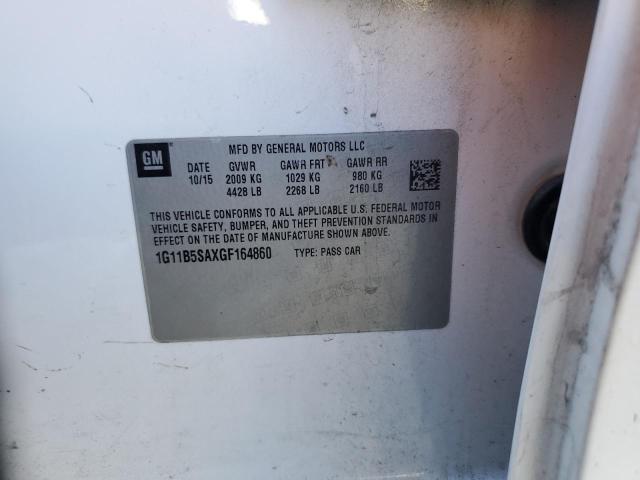 GM
MFD BY GENERAL MOTORS LLC
DATE GVWR GAWR FRT GAWR RR
10/15 2009 KG 1029 KG 980 KG
4428 LB 2268 LB 2160 LB
THIS VEHICLE CONFORMS TO ALL APPLICABLE U.S. FEDERAL MOTOR
VEHICLE SAFETY, BUMPER, AND THEFT PREVENTION STANDARDS IN
EFFECT ON THE DATE OF MANUFACTURE SHOWN ABOVE.
1G11B5SAXGF164860 TYPE: PASS CAR